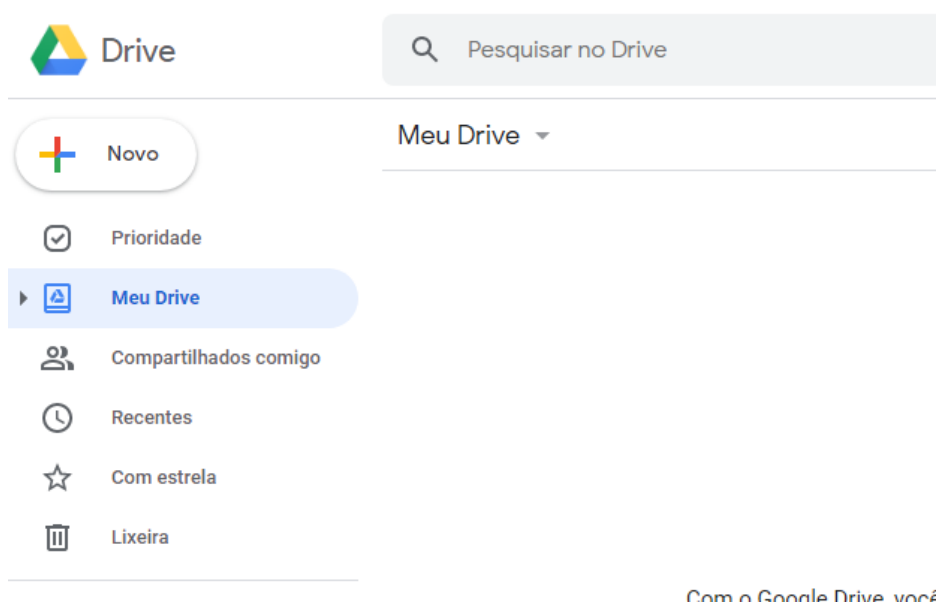 Drive
Pesquisar no Drive
Novo
Meu Drive
Prioridade
Meu Drive
Compartilhados comigo
Recentes
Com estrela
Lixeira
Com o Google Drive, você